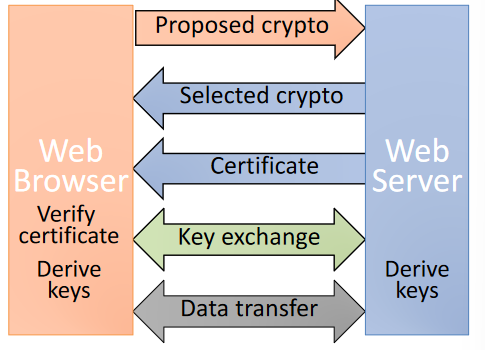 Proposed crypto
Selected crypto
Certificate
Web
Browser
Web
Server
Verify
certificate
Key exchange
Derive
keys
Derive
keys
Data transfer